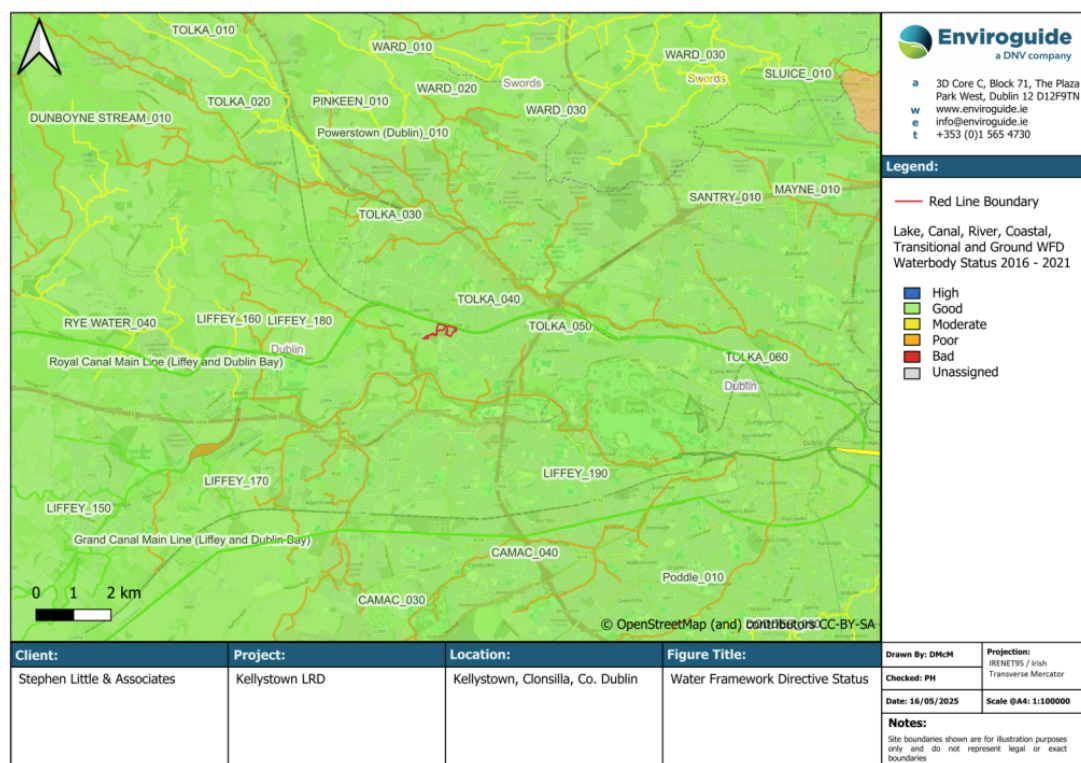 TOLKA_010
WARD_010
WARD_030
Swords
Swords
SLUICE_010
WARD_020
TOLKA_020
PINKEEN_010
WARD_030
DUNBOYNE STREAM_010
Powerstown (Dublin)_010
MAYNE_010
SANTRY_010
TOLKA_030
TOLKA_040
RYE WATER_040
LIFFEY_160
LIFFEY_180
TOLKA_050
Dublin
Royal Canal Main Line (Liffey and Dublin Bay)
TOLKA_060
Dublin
LIFFEY_190
LIFFEY_170
LIFFEY_150
Grand Canal Main Line (Liffey and Dublin Bay)
CAMAC_040
Poddle_010
CAMAC_030
0 1 2 km
© OpenStreetMap (and) contributors CC-BY-SA
Enviroguide
a DNV company
a 3D Core C, Block 71, The Plaza
Park West, Dublin 12 D12F9TN
w www.enviroguide.ie
e info@enviroguide.ie
t +353 (0)1 565 4730
Legend:
Red Line Boundary
Lake, Canal, River, Coastal,
Transitional and Ground WFD
Waterbody Status 2016 - 2021
High
Good
Moderate
Poor
Bad
Unassigned
Client:
Stephen Little & Associates
Project:
Kellystown LRD
Location:
Kellystown, Clonsilla, Co. Dublin
Figure Title:
Water Framework Directive Status
Drawn By: DMcM
Checked: PH
Date: 16/05/2025
Projection:
IRENET95 / Irish
Transverse Mercator
Scale @A4: 1:100000
Notes:
Site boundaries shown are for illustration purposes
only and do not represent legal or exact
boundaries